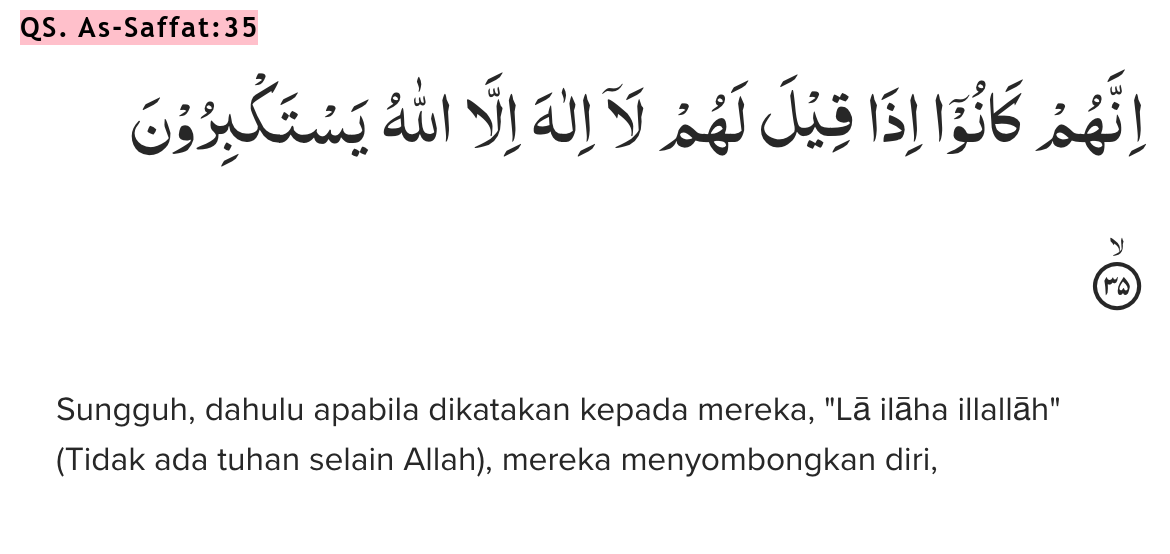 QS. As-Saffat:35
اِنَّهُمْ كَانُوْٓا اِذَا قِيْلَ لَهُمْ لَآ اِلٰهَ اِلَّا اللّٰهُ يَسْتَكْبِرُوْنَ
ۙ
۳۵
Sungguh, dahulu apabila dikatakan kepada mereka, "Lā ilāha illallāh"
(Tidak ada tuhan selain Allah), mereka menyombongkan diri,